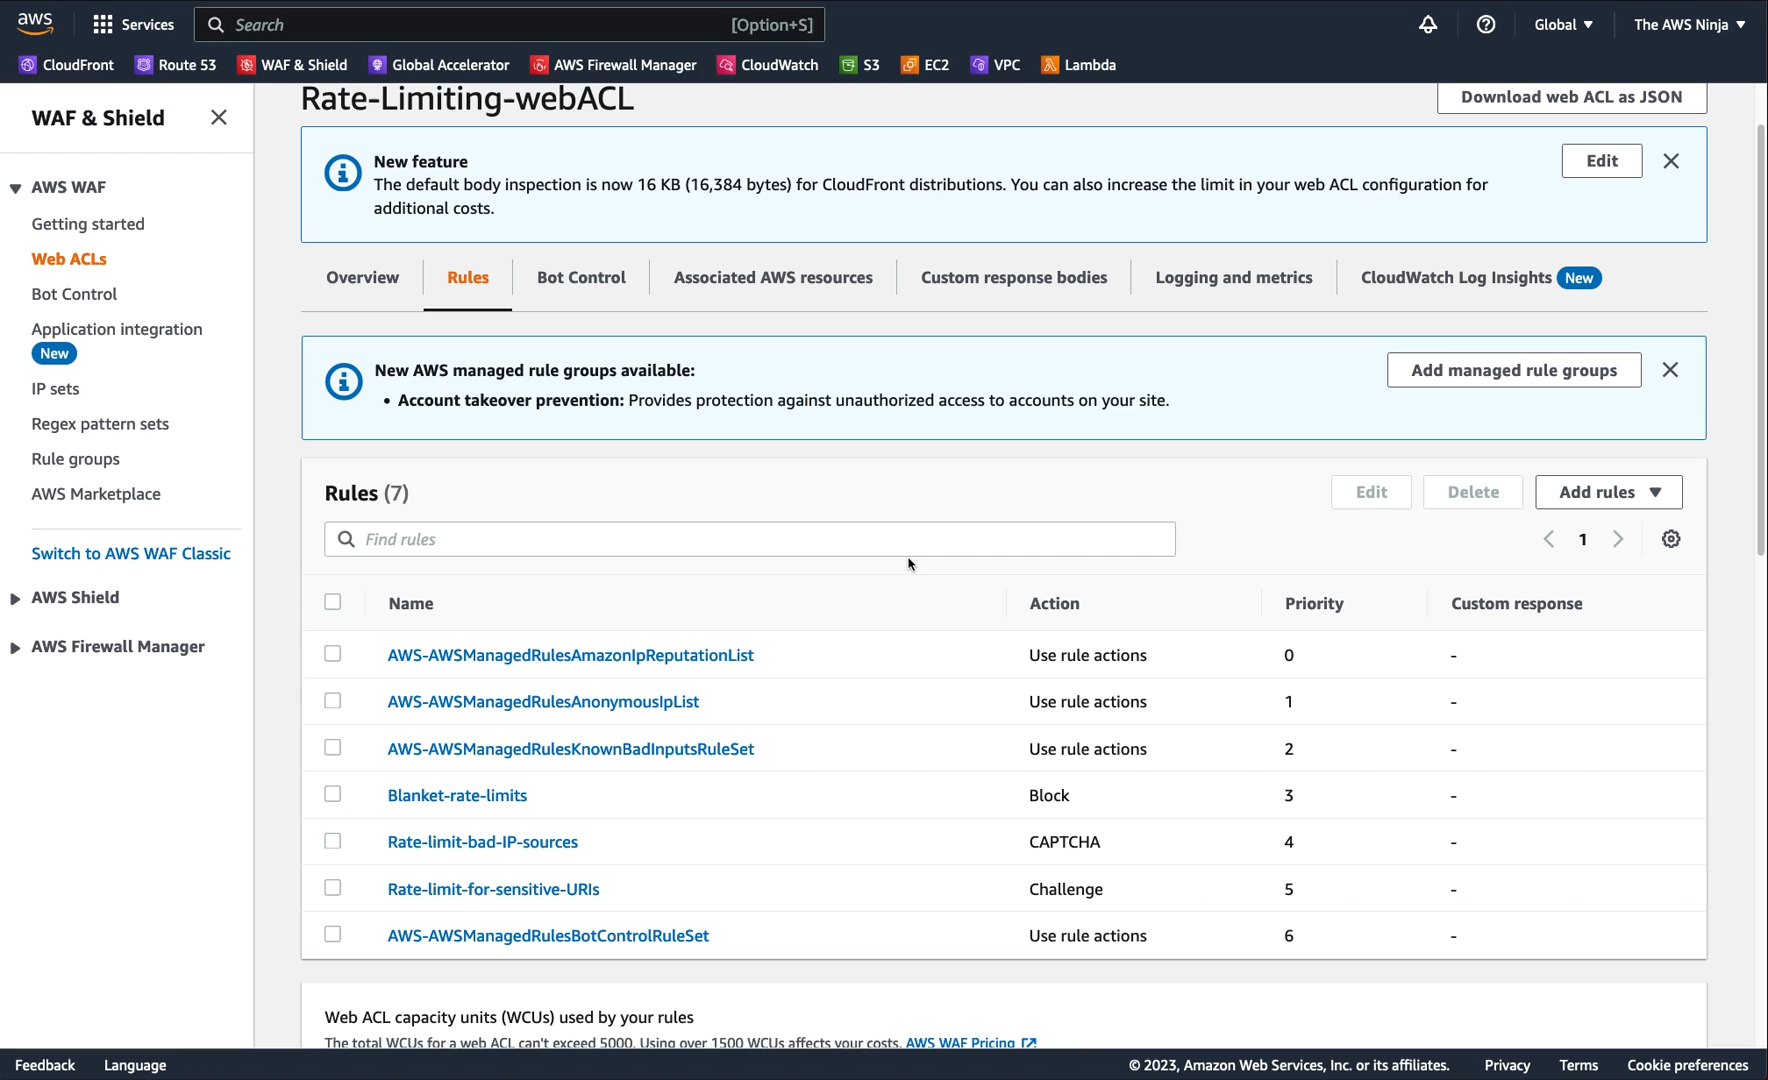 aws
Services
Search
[Option+S]
Global
The AWS Ninja
CloudFront
Route 53
WAF & Shield
Global Accelerator
AWS Firewall Manager
CloudWatch
S3
EC2
VPC
Lambda
WAF & Shield
AWS WAF
Getting started
Web ACLs
Bot Control
Application integration
New
IP sets
Regex pattern sets
Rule groups
AWS Marketplace
Switch to AWS WAF Classic
AWS Shield
AWS Firewall Manager
Rate-Limiting-webACL
Download web ACL as JSON
New feature
The default body inspection is now 16 KB (16,384 bytes) for CloudFront distributions. You can also increase the limit in your web ACL configuration for
additional costs.
Edit
Overview
Rules
Bot Control
Associated AWS resources
Custom response bodies
Logging and metrics
CloudWatch Log Insights New
New AWS managed rule groups available:
• Account takeover prevention: Provides protection against unauthorized access to accounts on your site.
Add managed rule groups
Rules (7)
Edit
Delete
Add rules
Find rules
1
Name Action Priority Custom response
AWS-AWSManagedRulesAmazonIpReputationList Use rule actions 0 -
AWS-AWSManagedRulesAnonymousIpList Use rule actions 1 -
AWS-AWSManagedRulesKnownBadInputsRuleSet Use rule actions 2 -
Blanket-rate-limits Block 3 -
Rate-limit-bad-IP-sources CAPTCHA 4 -
Rate-limit-for-sensitive-URIs Challenge 5 -
AWS-AWSManagedRulesBotControlRuleSet Use rule actions 6 -
Web ACL capacity units (WCUs) used by your rules
The total WCUs for a web ACL can't exceed 5000. Using over 1500 WCUs affects your costs. AWS WAF Pricing
Feedback
Language
© 2023, Amazon Web Services, Inc. or its affiliates.
Privacy
Terms
Cookie preferences